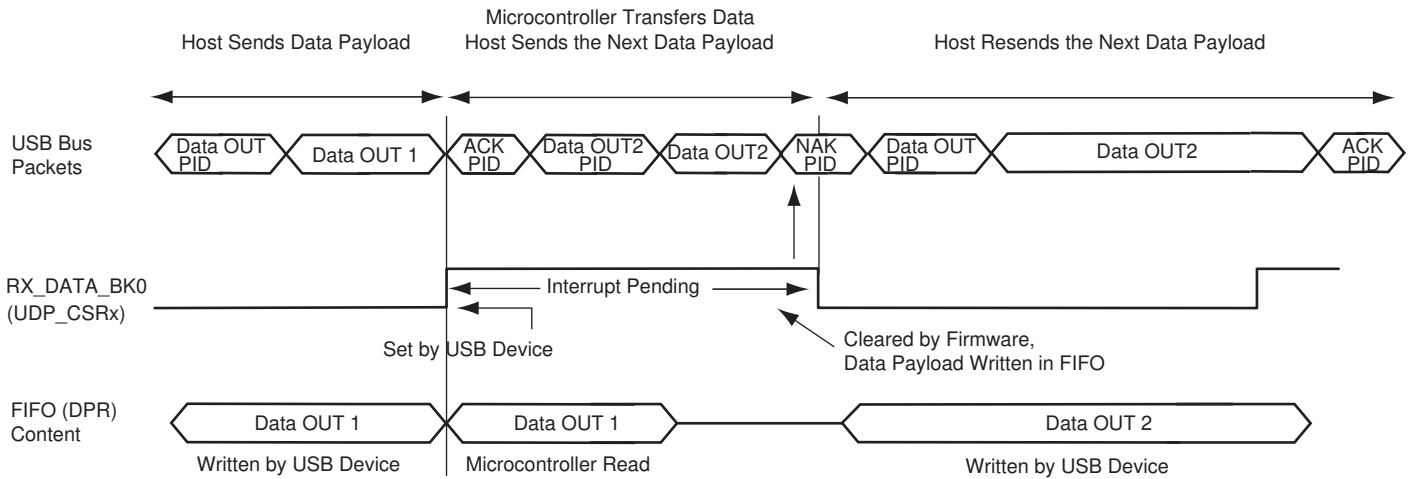 Host Sends Data Payload
Microcontroller Transfers Data
Host Sends the Next Data Payload
Host Resends the Next Data Payload
USB Bus
Packets
Data OUT
PID
Data OUT 1
ACK
PID
Data OUT2
PID
Data OUT2
NAK
PID
Data OUT
PID
Data OUT2
ACK
PID
RX_DATA_BK0
(UDP_CSRx)
Interrupt Pending
Set by USB Device
Cleared by Firmware,
Data Payload Written in FIFO
FIFO (DPR)
Content
Data OUT 1
Data OUT 1
Data OUT 2
Written by USB Device
Microcontroller Read
Written by USB Device